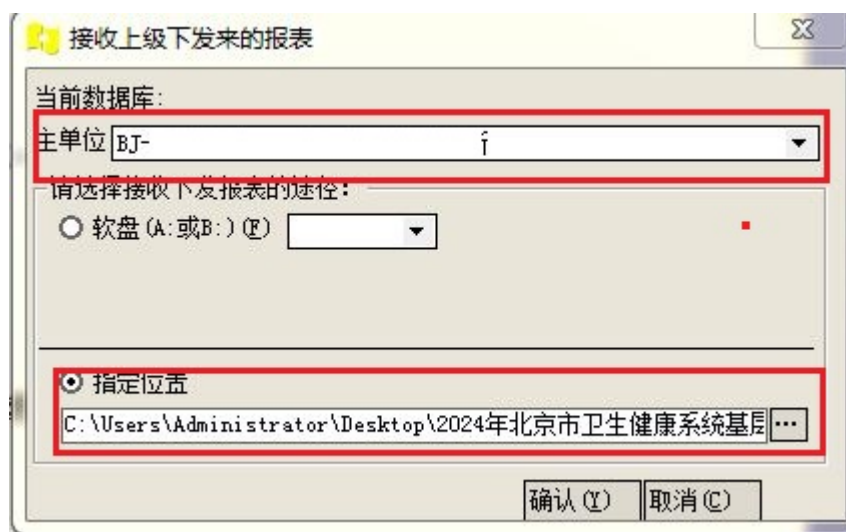 接收上级下发来的报表
当前数据库:
主单位 BJ-
请选择接收下发报表的途径:
软盘(A:或B:)(F)
指定位置
C:\Users\Administrator\Desktop\2024年北京市卫生健康系统基层 ...
确认(Y) 取消(C)